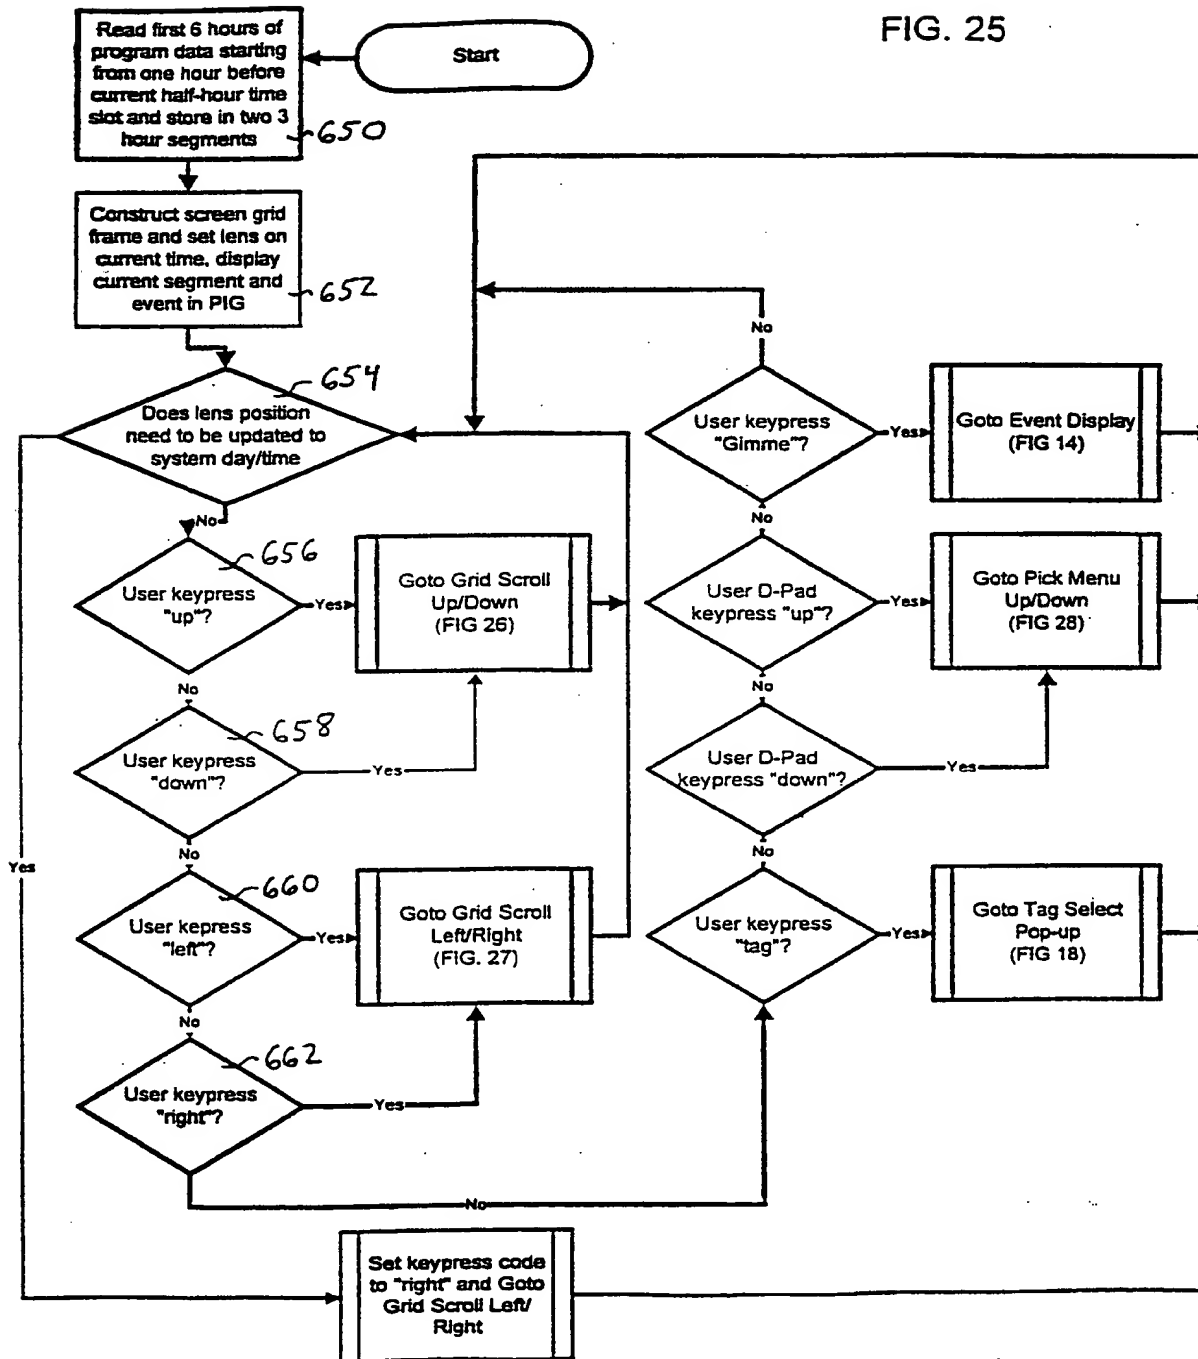 FIG. 25
Start
Read first 6 hours of
program data starting
from one hour before
current half-hour time
slot and store in two 3
hour segments
650
Construct screen grid
frame and set lens on
current time, display
current segment and
event in PIG
652
654
Does lens position
need to be updated to
system day/time
No
Yes
656
User keypress
"up"?
Yes
Goto Grid Scroll
Up/Down
(FIG 26)
No
658
User keypress
"down"?
Yes
No
660
User kepress
"left"?
Yes
Goto Grid Scroll
Left/Right
(FIG. 27)
No
662
User keypress
"right"?
Yes
No
No
User keypress
"Gimme"?
Yes
Goto Event Display
(FIG 14)
No
User D-Pad
keypress "up"?
Yes
Goto Pick Menu
Up/Down
(FIG 28)
No
User D-Pad
keypress "down"?
Yes
No
User keypress
"tag"?
Yes
Goto Tag Select
Pop-up
(FIG 18)
Set keypress code
to "right" and Goto
Grid Scroll Left/
Right